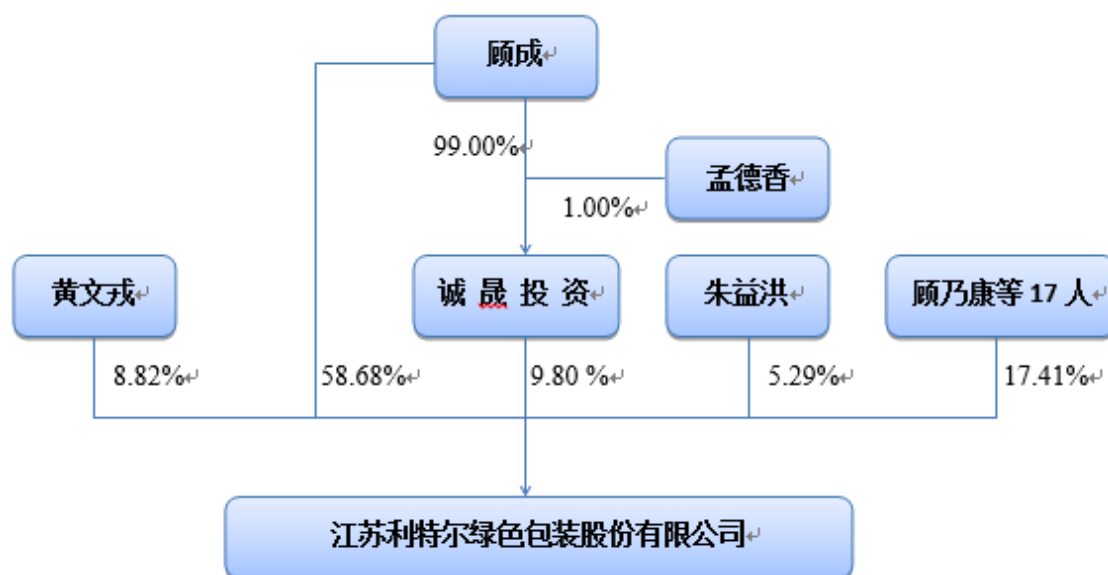 顾成
99.00%
孟德香
1.00%
黄文戎
诚 晟 投 资
朱益洪
顾乃康等 17 人
8.82%
58.68%
9.80 %
5.29%
17.41%
江苏利特尔绿色包装股份有限公司